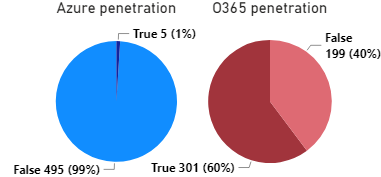 Azure penetration
True 5 (1%)
False 495 (99%)
O365 penetration
False
199 (40%)
True 301 (60%)